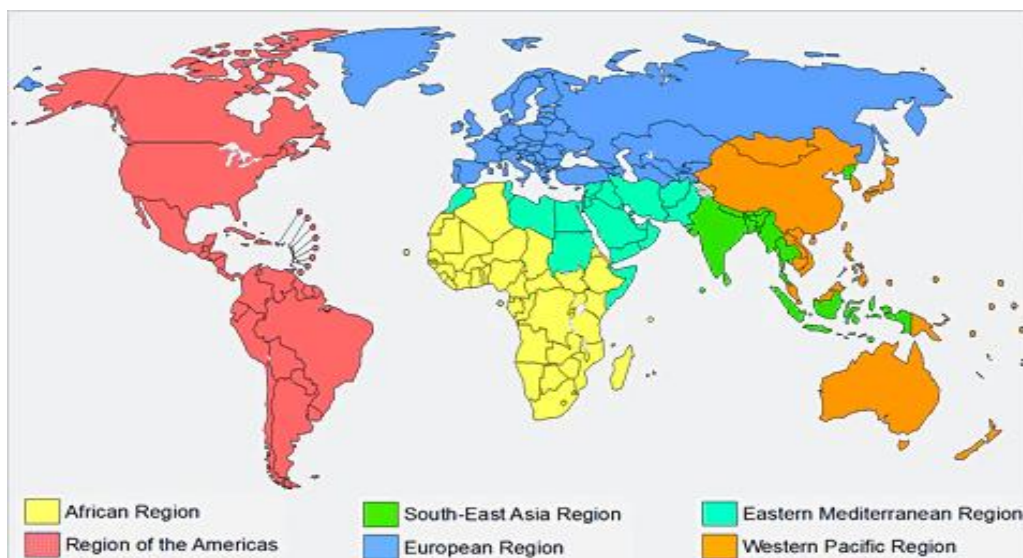 African Region
South-East Asia Region
Eastern Mediterranean Region
Region of the Americas
European Region
Western Pacific Region